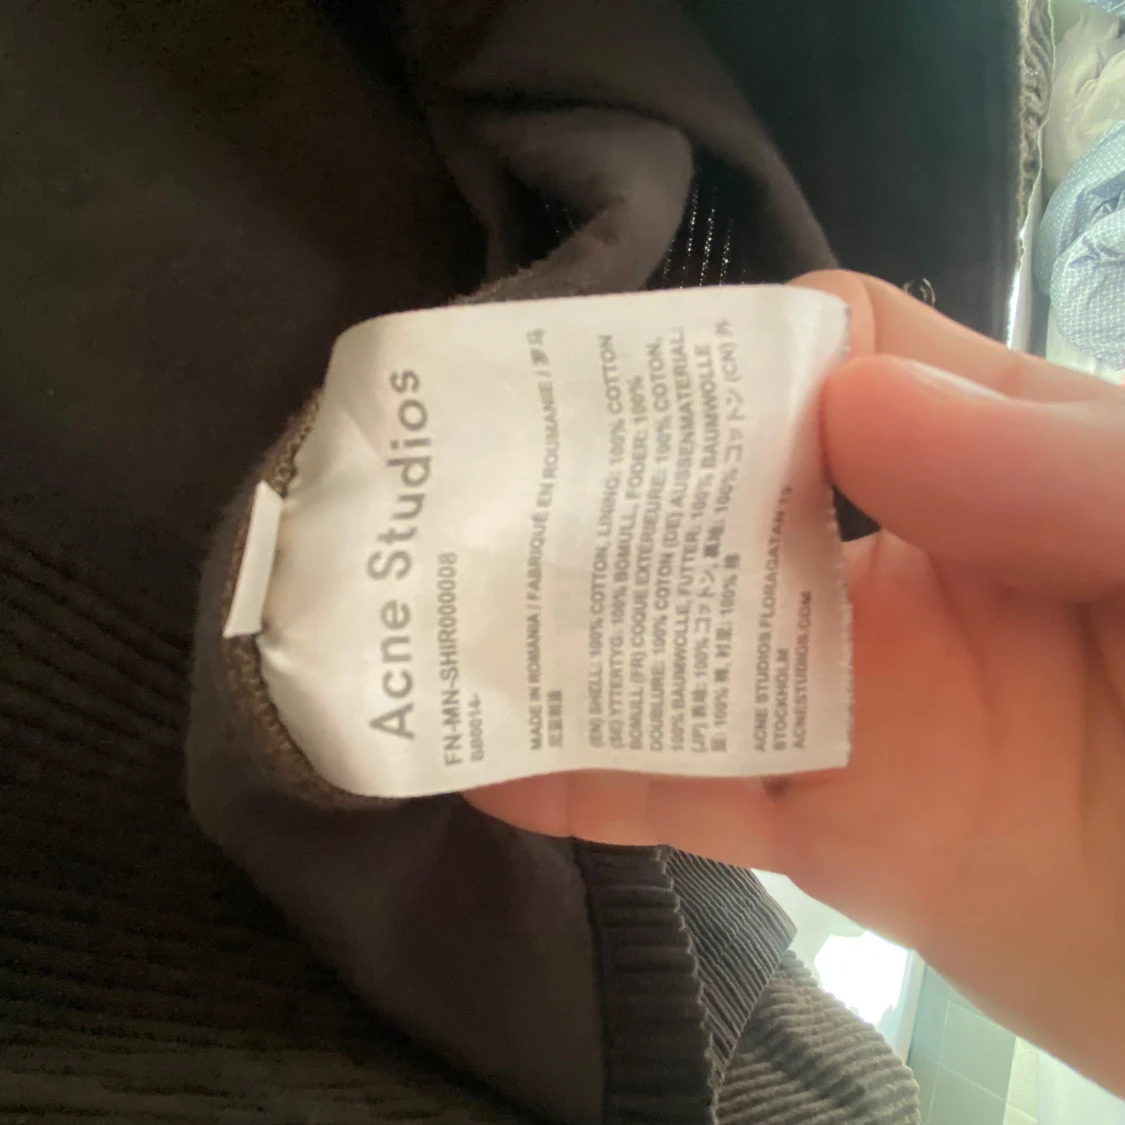 Acne Studios
FN-MN-SHIR000008
B60014-
MADE IN ROMANIA / FABRIQUÉ EN ROUMANIE / 罗马
尼亚制造
(EN) SHELL: 100% COTTON, LINING: 100% COTTON
(SE) YTTERTYG: 100% BOMULL, FODER: 100%
BOMULL (FR) COQUE EXTÉRIEURE: 100% COTON,
DOUBLURE: 100% COTON (DE) AUSSENMATERIAL:
100% BAUMWOLLE, FUTTER: 100% BAUMWOLLE
(JP) 表地: 100% コットン, 裏地: 100% コットン (CN) 外
层: 100% 棉, 衬里: 100% 棉
ACNE STUDIOS FLORAGATAN 13
STOCKHOLM
ACNESTUDIOS.COM